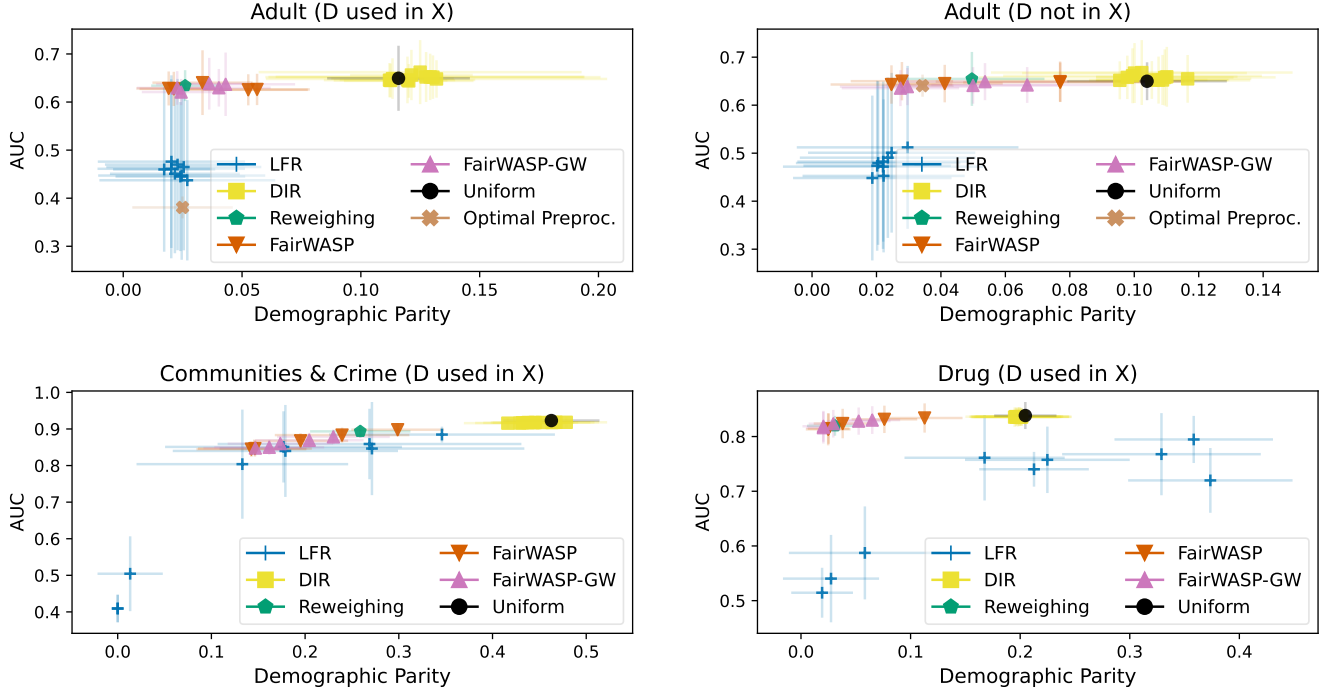 Adult (D used in X)
AUC
0.7
0.6
0.5
0.4
0.3
0.00
0.05
0.10
0.15
0.20
Demographic Parity
LFR
DIR
Reweighing
FairWASP
FairWASP-GW
Uniform
Optimal Preproc.
Adult (D not in X)
AUC
0.7
0.6
0.5
0.4
0.3
0.00
0.02
0.04
0.06
0.08
0.10
0.12
0.14
Demographic Parity
LFR
DIR
Reweighing
FairWASP
FairWASP-GW
Uniform
Optimal Preproc.
Communities & Crime (D used in X)
AUC
1.0
0.9
0.8
0.7
0.6
0.5
0.4
0.0
0.1
0.2
0.3
0.4
0.5
Demographic Parity
LFR
DIR
Reweighing
FairWASP
FairWASP-GW
Uniform
Drug (D used in X)
AUC
0.8
0.7
0.6
0.5
0.0
0.1
0.2
0.3
0.4
Demographic Parity
LFR
DIR
Reweighing
FairWASP
FairWASP-GW
Uniform